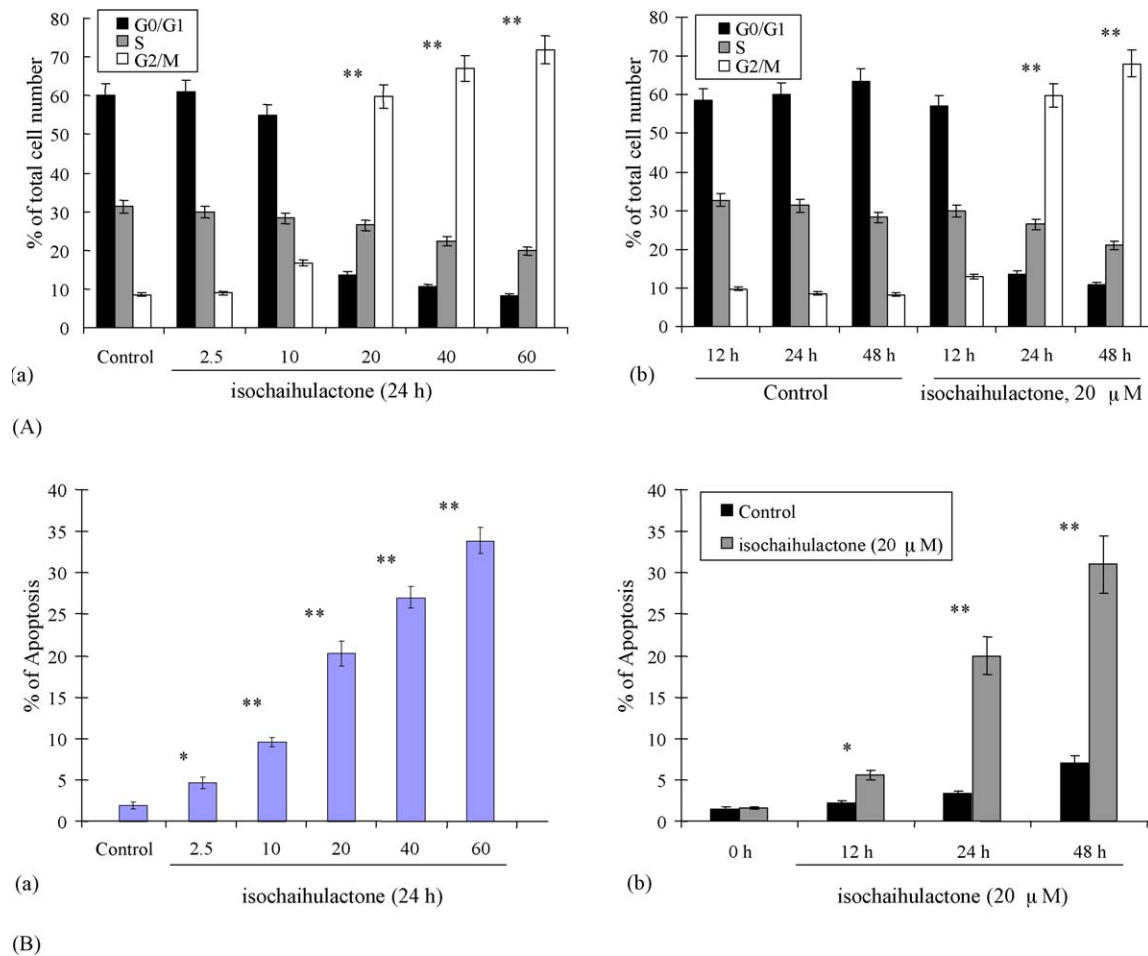 80
70
60
50
40
30
20
10
0
% of total cell number
G0/G1
S
G2/M
** ** **
Control 2.5 10 20 40 60
isochaihulactone (24 h)
(a)
80
70
60
50
40
30
20
10
0
% of total cell number
G0/G1
S
G2/M
** **
12 h 24 h 48 h 12 h 24 h 48 h
Control isochaihulactone, 20 μ M
(b)
(A)
40
35
30
25
20
15
10
5
0
% of Apoptosis
* ** ** ** **
Control 2.5 10 20 40 60
isochaihulactone (24 h)
(a)
40
35
30
25
20
15
10
5
0
% of Apoptosis
Control
isochaihulactone (20 μ M)
* ** **
0 h 12 h 24 h 48 h
isochaihulactone (20 μ M)
(b)
(B)